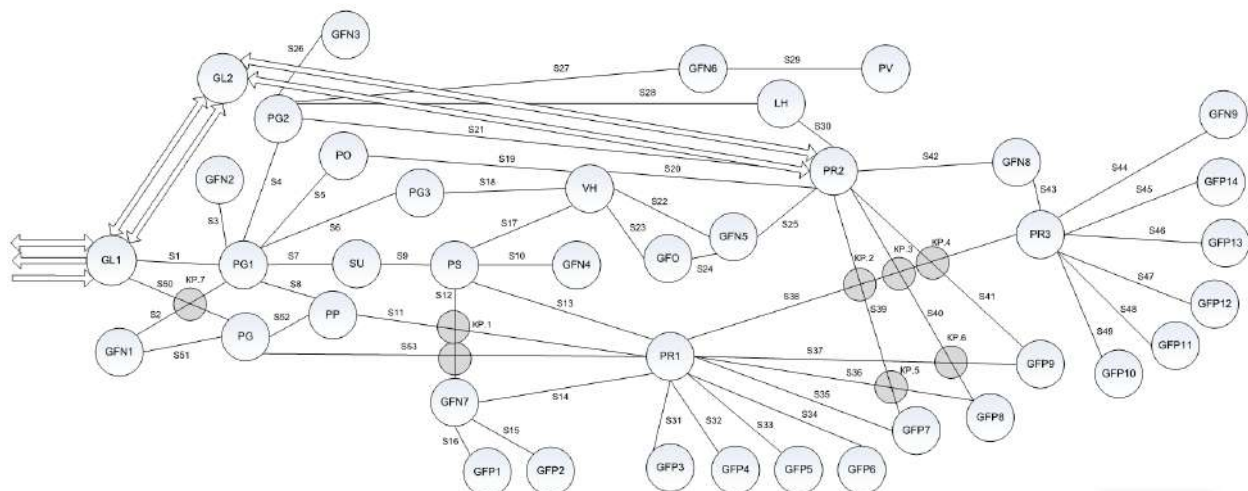 GFN3
S26
GL2
S27
GFN6
S29
PV
S28
LH
PG2
S30
GFN9
S21
S44
PO
S19
S20
PR2
S42
GFN8
GFN2
S4
S5
PG3
S18
VH
S43
S45
GFP14
S3
S6
S17
S22
S23
S25
GFN5
PR3
S46
GFP13
GL1
S1
PG1
S7
SU
S9
PS
S10
GFN4
GFO
S24
KP.2
KP.3
KP.4
S60
KP.7
S8
S12
S13
S38
S39
S40
S41
S47
GFP12
S2
S52
PP
S11
KP.1
S48
GFN1
S51
PG
S53
PR1
S37
KP.6
S49
GFP11
S36
KP.5
GFP9
GFP10
GFN7
S14
S35
S34
S16
S15
S31
S32
S33
GFP7
GFP8
GFP1
GFP2
GFP3
GFP4
GFP5
GFP6